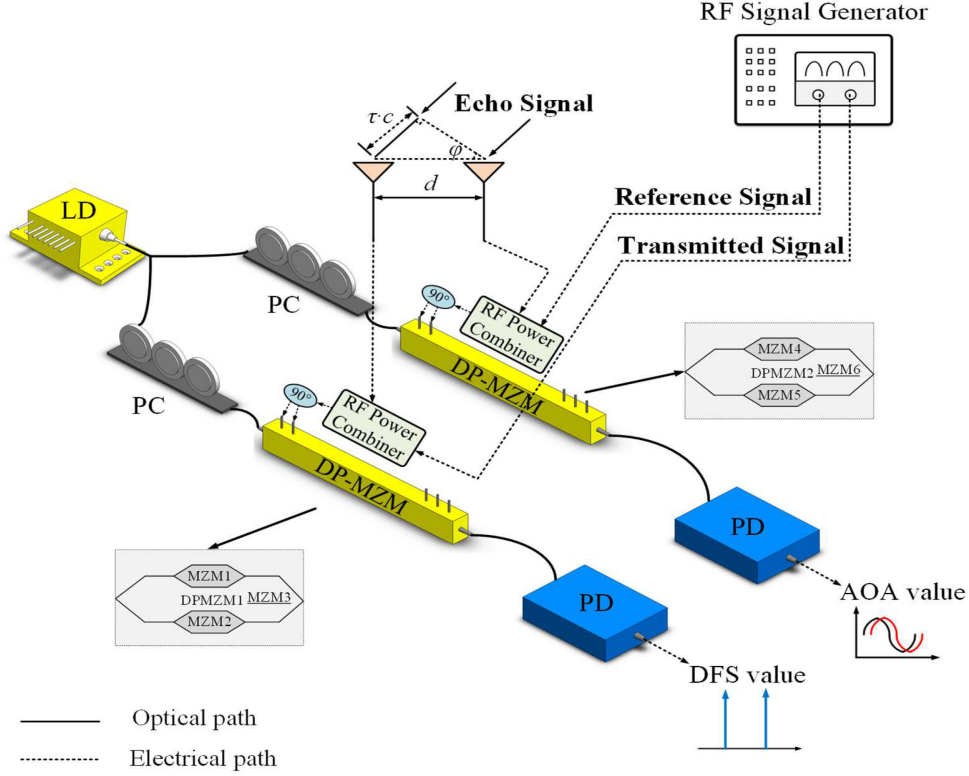 RF Signal Generator
Echo Signal
τ·c
φ
d
LD
Reference Signal
Transmitted Signal
PC
90°
RF Power
Combiner
DP-MZM
MZM4
DPMZM2 MZM6
MZM5
PC
90°
RF Power
Combiner
DP-MZM
PD
MZM1
DPMZM1 MZM3
MZM2
PD
AOA value
DFS value
Optical path
Electrical path